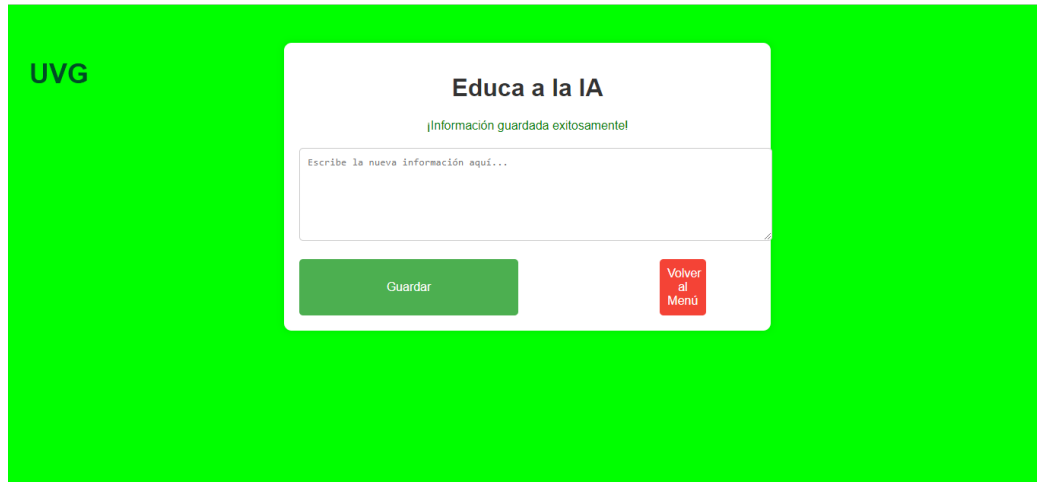 UVG
Educa a la IA
¡Información guardada exitosamente!
Escribe la nueva información aquí...
Guardar
Volver
al
Menú